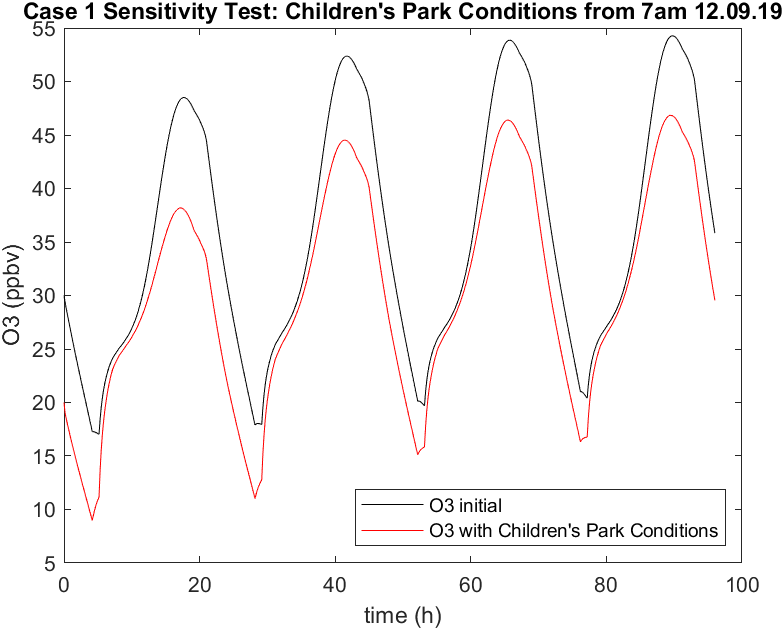 Case 1 Sensitivity Test: Children's Park Conditions from 7am 12.09.19
55
50
45
40
35
30
25
20
15
10
5
O3 (ppbv)
O3 initial
O3 with Children's Park Conditions
0 20 40 60 80 100
time (h)